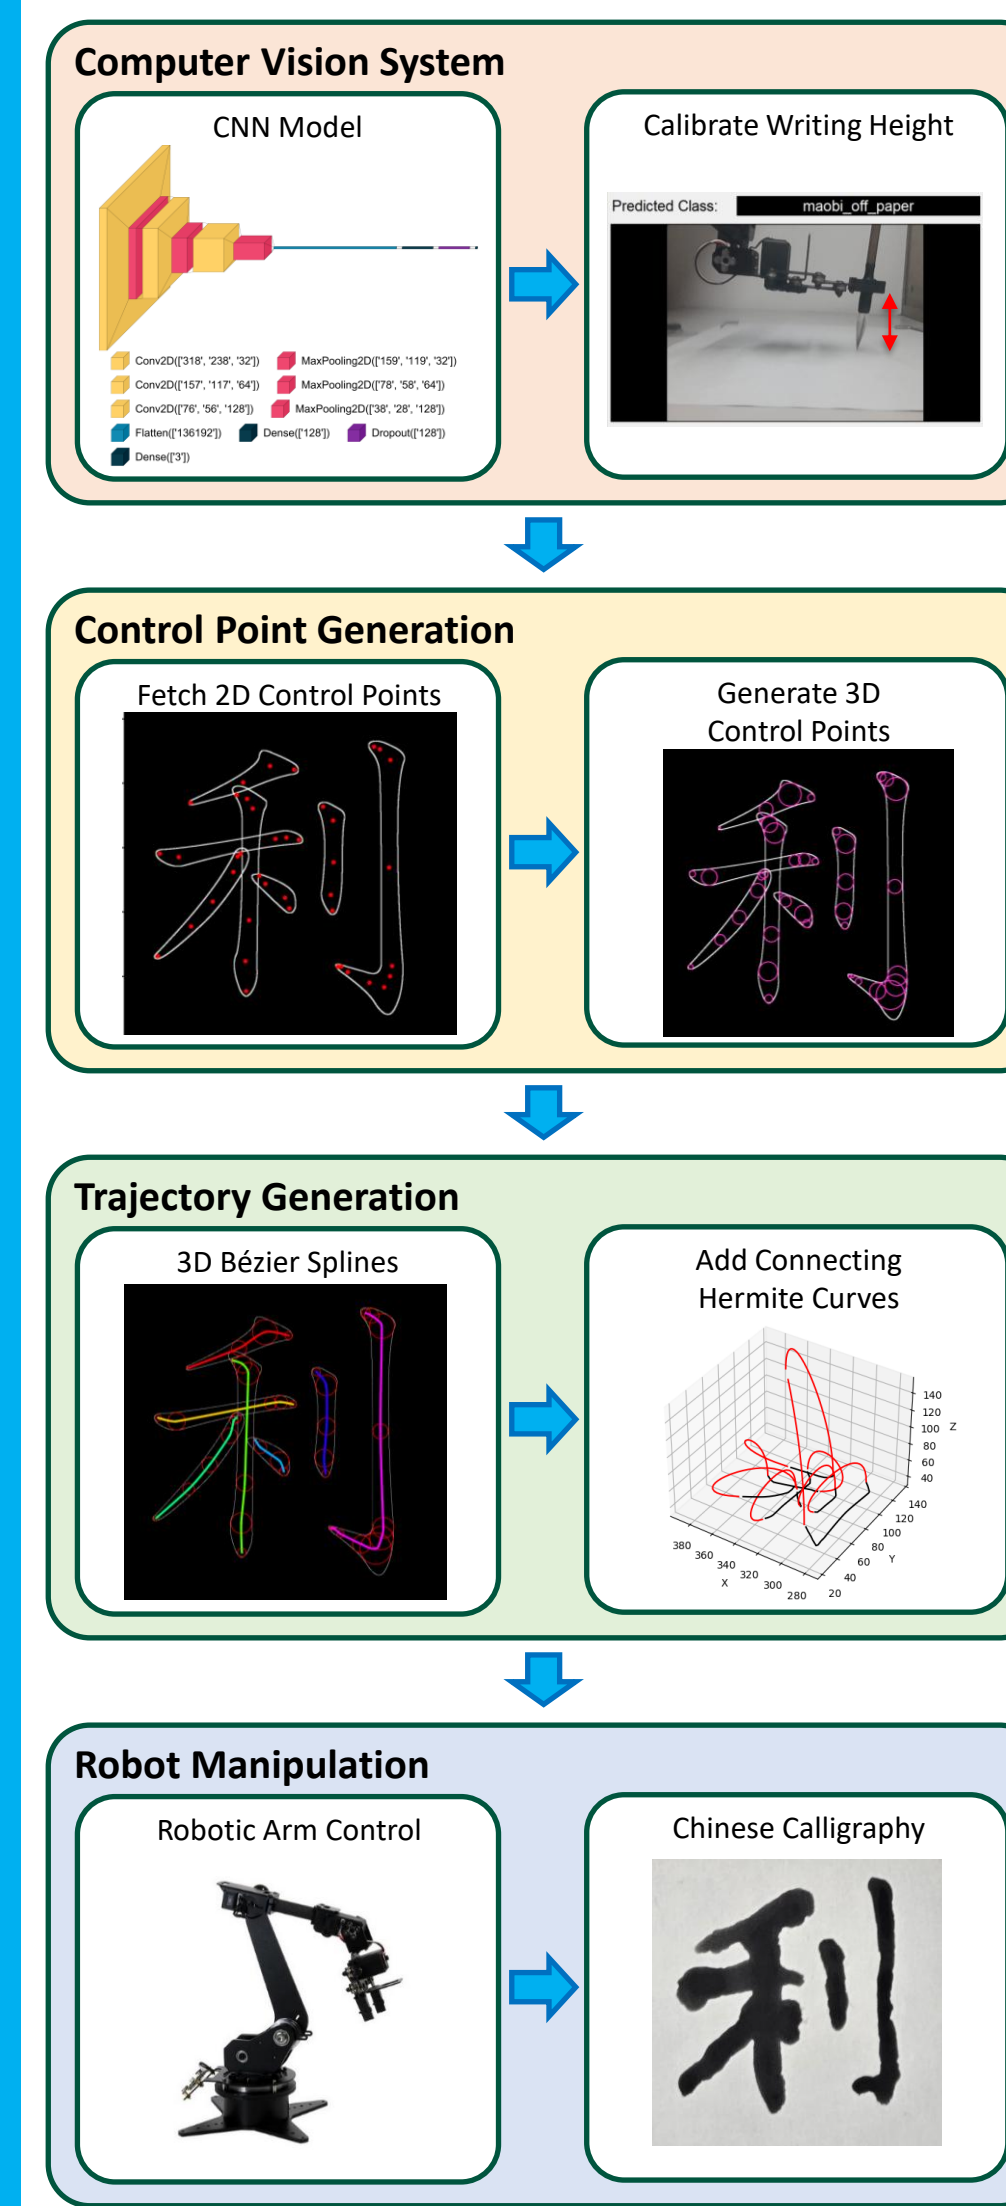 Computer Vision System
CNN Model
Conv2D(['318', '238', '32'])
MaxPooling2D(['159', '119', '32'])
Conv2D(['157', '117', '64'])
MaxPooling2D(['78', '58', '64'])
Conv2D(['76', '56', '128'])
MaxPooling2D(['38', '28', '128'])
Flatten(['136192'])
Dense(['128'])
Dropout(['128'])
Dense(['3'])
Calibrate Writing Height
Predicted Class:
maobi_off_paper
Control Point Generation
Fetch 2D Control Points
利
Generate 3D
Control Points
利
Trajectory Generation
3D Bézier Splines
利
Add Connecting
Hermite Curves
140
120
100
80
60
40
Z
140
120
100
80
60
40
20
Y
380
360
340
320
300
280
X
Robot Manipulation
Robotic Arm Control
Chinese Calligraphy
利